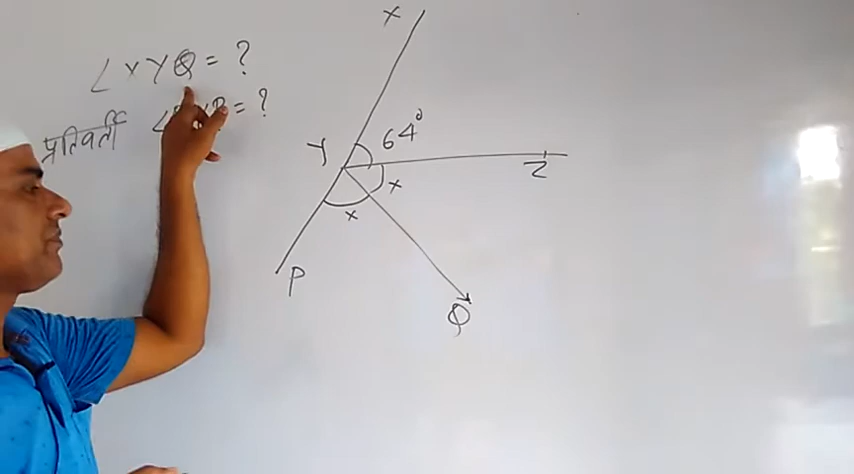 ∠XYQ = ?
प्रतिवर्ती ∠ = ?
X
Y
64°
Z
x
x
P
Q